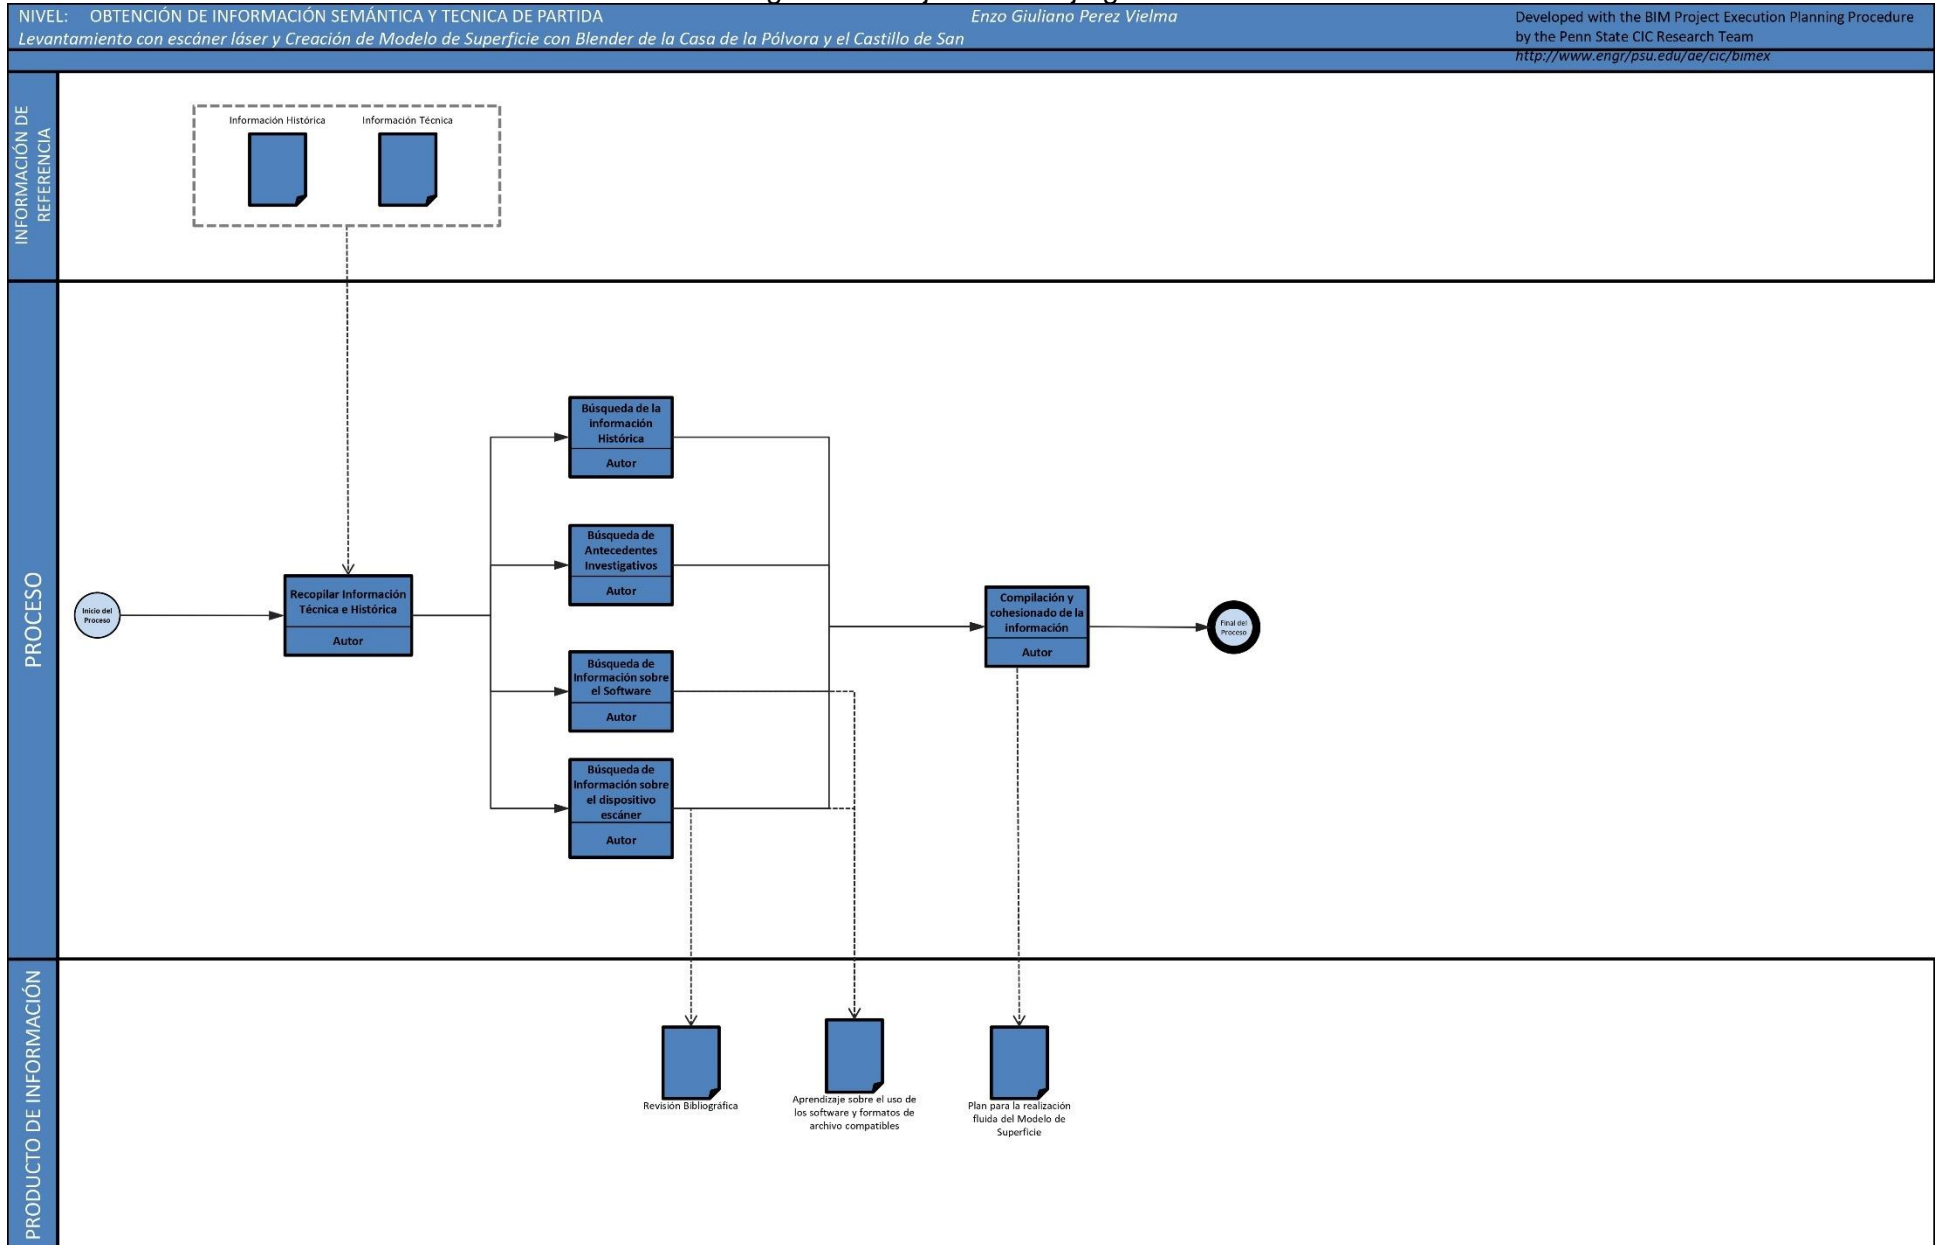 NIVEL: OBTENCIÓN DE INFORMACIÓN SEMÁNTICA Y TECNICA DE PARTIDA
Enzo Giuliano Perez Vielma
Developed with the BIM Project Execution Planning Procedure
by the Penn State CIC Research Team
http://www.engr/psu.edu/ae/cic/bimex
Levantamiento con escáner láser y Creación de Modelo de Superficie con Blender de la Casa de la Pólvora y el Castillo de San
INFORMACIÓN DE
REFERENCIA
Información Histórica
Información Técnica
PROCESO
Inicio del
Proceso
Recopilar Información
Técnica e Histórica
Autor
Búsqueda de la
información
Histórica
Autor
Búsqueda de
Antecedentes
Investigativos
Autor
Búsqueda de
Información sobre
el Software
Autor
Búsqueda de
Información sobre
el dispositivo
escáner
Autor
Compilación y
cohesionado de la
información
Autor
Final del
Proceso
PRODUCTO DE INFORMACIÓN
Revisión Bibliográfica
Aprendizaje sobre el uso de
los software y formatos de
archivo compatibles
Plan para la realización
fluida del Modelo de
Superficie